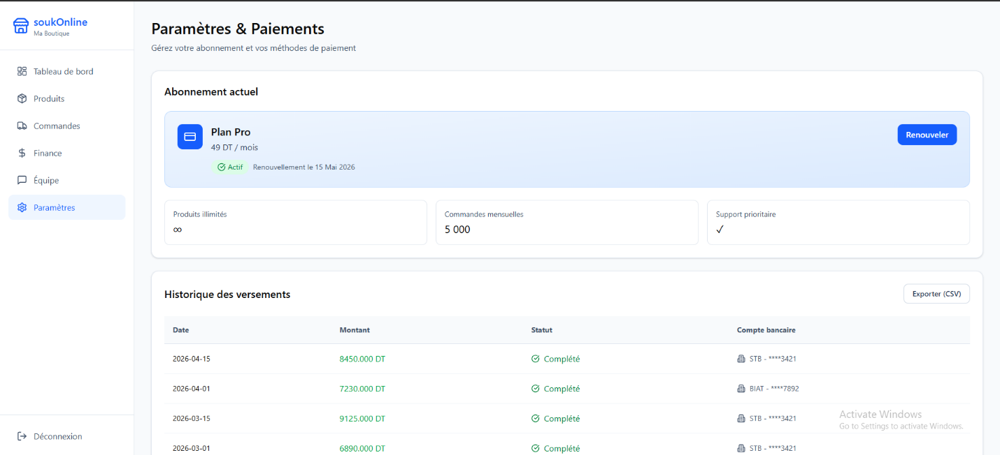 soukOnline
Ma Boutique
Tableau de bord
Produits
Commandes
Finance
Équipe
Paramètres
Déconnexion
Paramètres & Paiements
Gérez votre abonnement et vos méthodes de paiement
Abonnement actuel
Plan Pro
49 DT / mois
Actif Renouvellement le 15 Mai 2026
Renouveler
Produits illimités
∞
Commandes mensuelles
5 000
Support prioritaire
✓
Historique des versements
Exporter (CSV)
Date Montant Statut Compte bancaire
2026-04-15 8450.000 DT Complété STB - ****3421
2026-04-01 7230.000 DT Complété BIAT - ****7892
2026-03-15 9125.000 DT Complété STB - ****3421
2026-03-01 6890.000 DT Complété STB - ****3421
Activate Windows
Go to Settings to activate Windows.